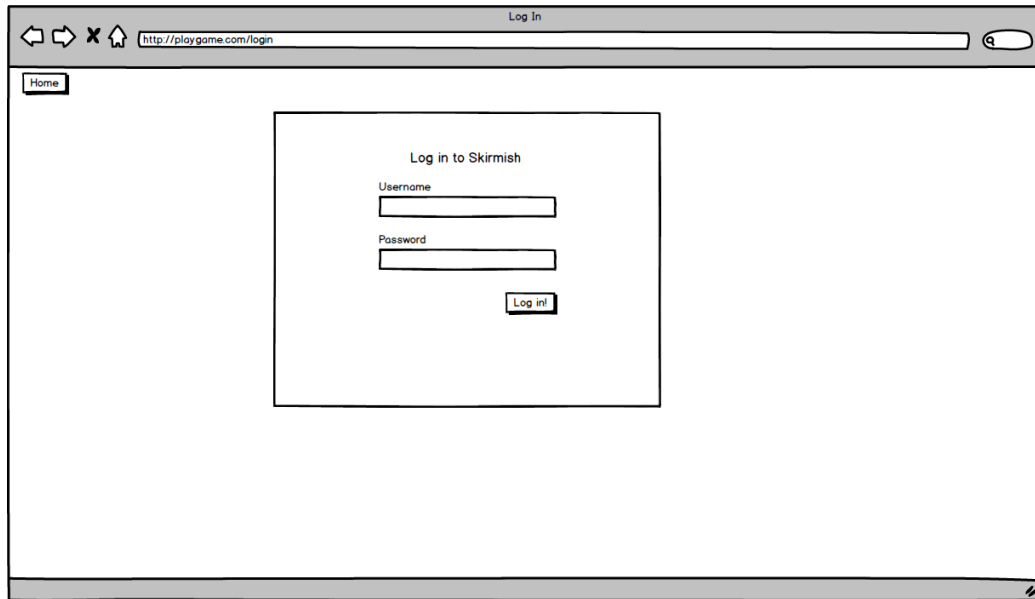 Log In
http://playgame.com/login
Home
Log in to Skirmish
Username
Password
Log in!